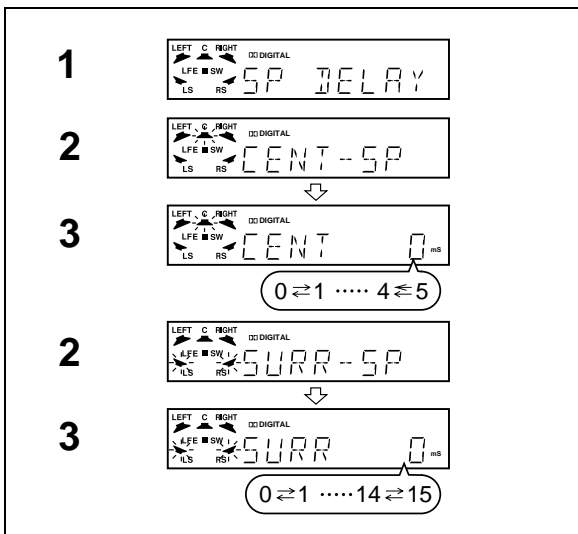 1
LEFT C RIGHT
DIGITAL
LFE SW
LS RS
SP DELAY
2
LEFT C RIGHT
DIGITAL
LFE SW
LS RS
CENT-SP
3
LEFT C RIGHT
DIGITAL
LFE SW
LS RS
CENT 0 mS
0⇄1 ····· 4⇄5
2
LEFT C RIGHT
DIGITAL
LFE SW
LS RS
SURR-SP
3
LEFT C RIGHT
DIGITAL
LFE SW
LS RS
SURR 0 mS
0⇄1 ·····14⇄15